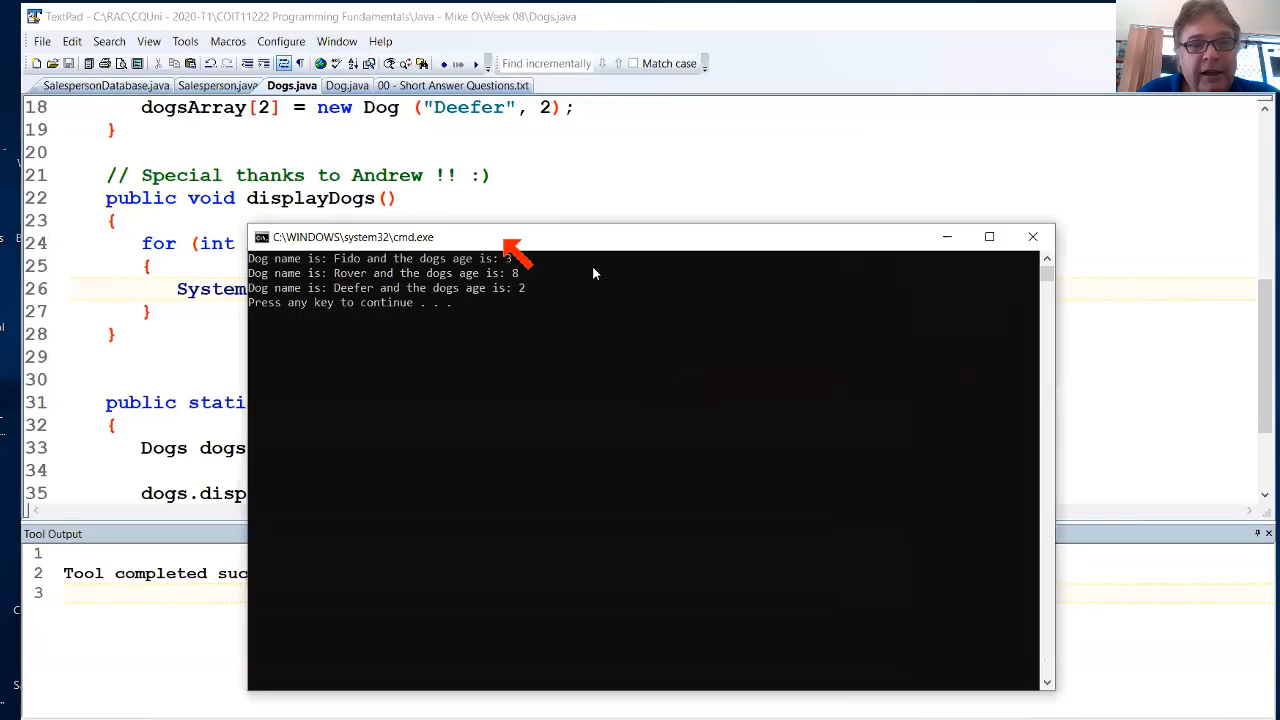 TextPad - C:\RAC\CQUni - 2020-T1\COIT11222 Programming Fundamentals\Java - Mike O\Week 08\Dogs.java
File Edit Search View Tools Macros Configure Window Help
Find incrementally Match case
SalespersonDatabase.java Salesperson.java Dogs.java Dog.java 00 - Short Answer Questions.txt
18 dogsArray[2] = new Dog ("Deefer", 2);
19 }
20
21 // Special thanks to Andrew !! :)
22 public void displayDogs()
23 {
24 for (int
25 {
26 System
27 }
28 }
29
30
31 public stati
32 {
33 Dogs dogs
34
35 dogs.disp
C:\WINDOWS\system32\cmd.exe
Dog name is: Fido and the dogs age is: 3
Dog name is: Rover and the dogs age is: 8
Dog name is: Deefer and the dogs age is: 2
Press any key to continue . . .
Tool Output
1
2 Tool completed suc
3